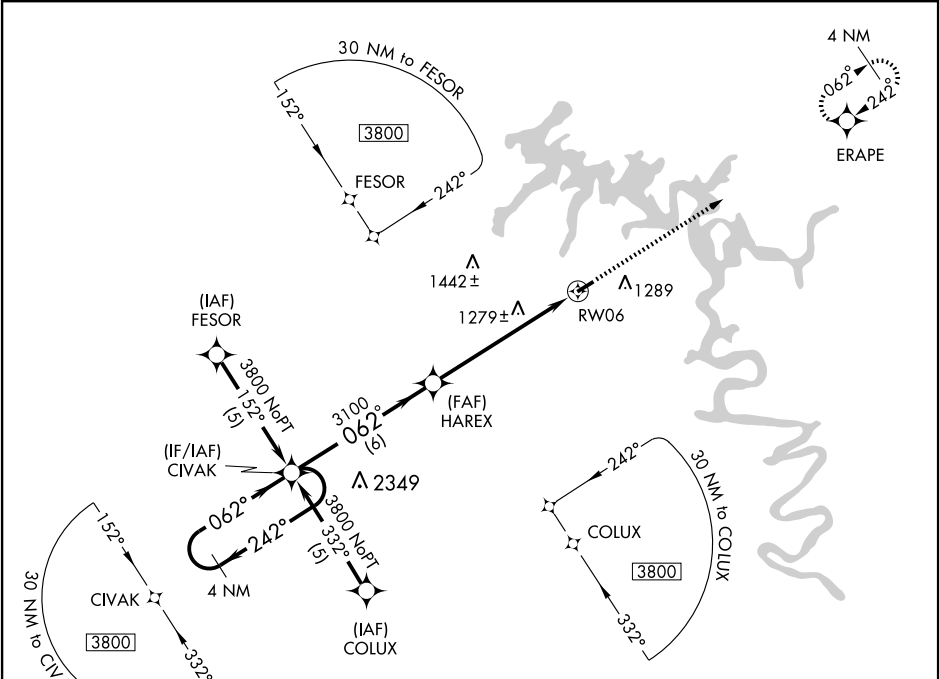 30 NM to FESOR
152°
3800
FESOR
242°
4 NM
062°
242°
ERAPE
1442±
1279±
1289
RW06
(IAF)
FESOR
3800 NoPT
152°
(5)
3100
062°
(6)
(FAF)
HAREX
(IF/IAF)
CIVAK
2349
062°
242°
4 NM
3800 NoPT
332°
(5)
(IAF)
COLUX
152°
CIVAK
3800
30 NM to CIV
332°
242°
30 NM to COLUX
COLUX
3800
332°